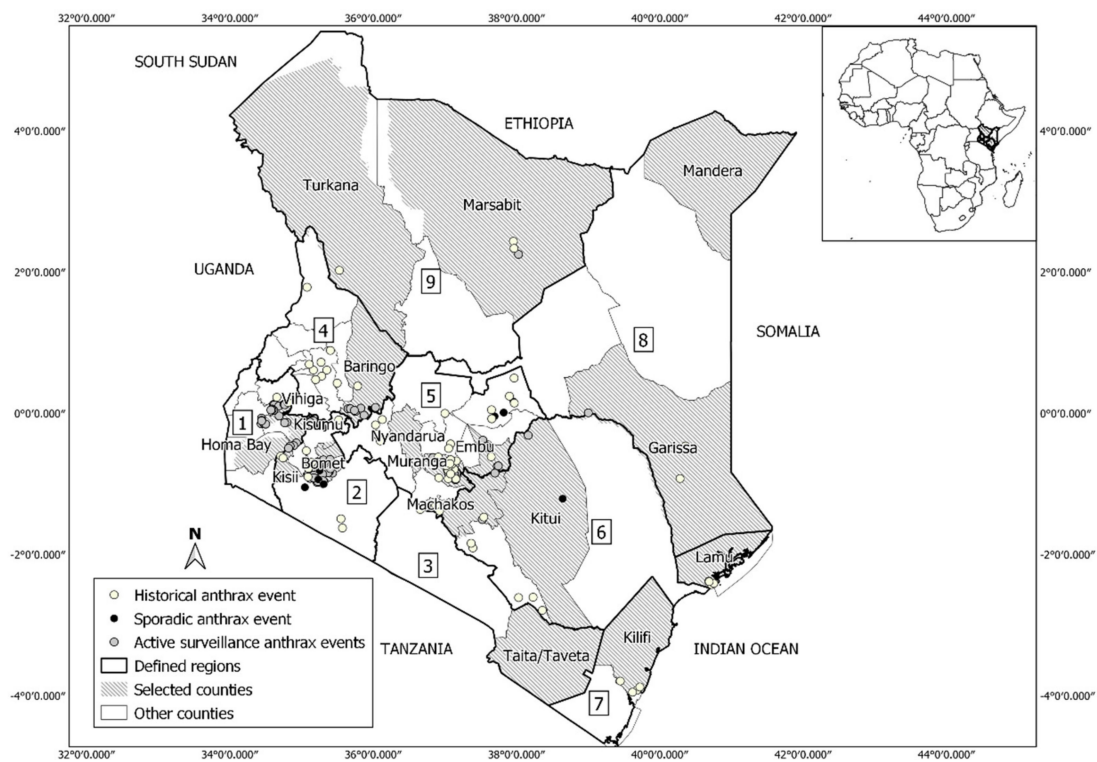 32°0'0.000" 34°0'0.000" 36°0'0.000" 38°0'0.000" 40°0'0.000" 42°0'0.000" 44°0'0.000"
SOUTH SUDAN
ETHIOPIA
4°0'0.000" 4°0'0.000"
Mandera
Turkana
Marsabit
UGANDA
2°0'0.000" 2°0'0.000"
9
SOMALIA
4
8
Baringo
5
Vihiga
0°0'0.000" 0°0'0.000"
1
Kisumu
Nyandarua
Homa Bay
Embu
Garissa
Muranga
Bomet
Kisii
2
Machakos
Kitui
6
N
-2°0'0.000" -2°0'0.000"
3
Lamu
Historical anthrax event
Sporadic anthrax event
Kilifi
Active surveillance anthrax events
TANZANIA
Taita/Taveta
INDIAN OCEAN
Defined regions
Selected counties
-4°0'0.000" -4°0'0.000"
7
Other counties
32°0'0.000" 34°0'0.000" 36°0'0.000" 38°0'0.000" 40°0'0.000" 42°0'0.000" 44°0'0.000"